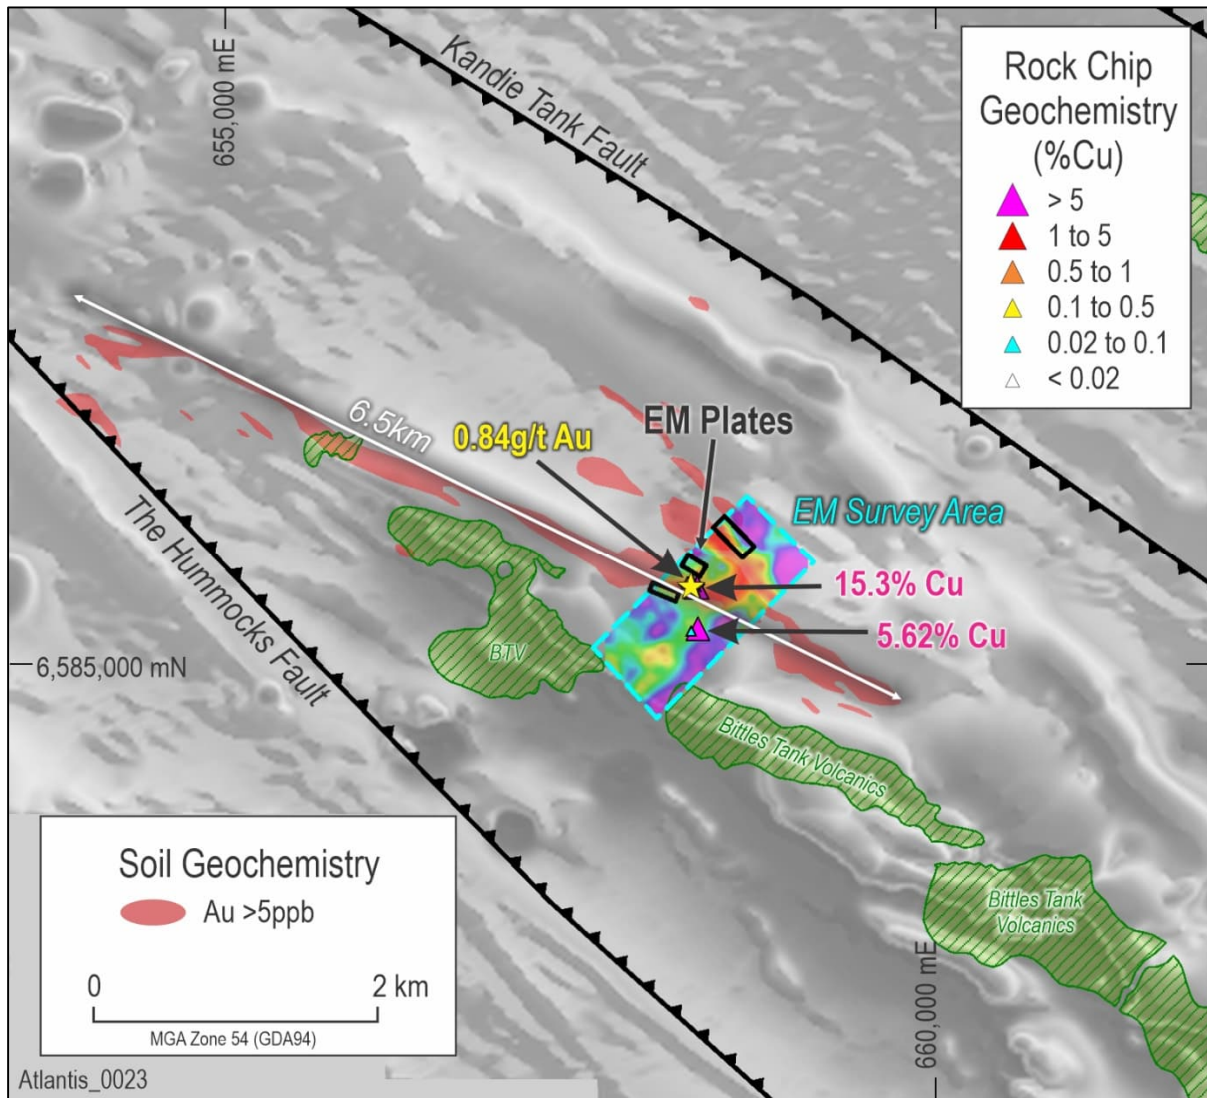 655,000 mE
Kandie Tank Fault
Rock Chip
Geochemistry
(%Cu)
> 5
1 to 5
0.5 to 1
0.1 to 0.5
0.02 to 0.1
< 0.02
6.5km
0.84g/t Au
EM Plates
EM Survey Area
The Hummocks Fault
15.3% Cu
5.62% Cu
BTV
6,585,000 mN
Bittles Tank Volcanics
Bittles Tank
Volcanics
660,000 mE
Soil Geochemistry
Au >5ppb
0
2 km
MGA Zone 54 (GDA94)
Atlantis_0023